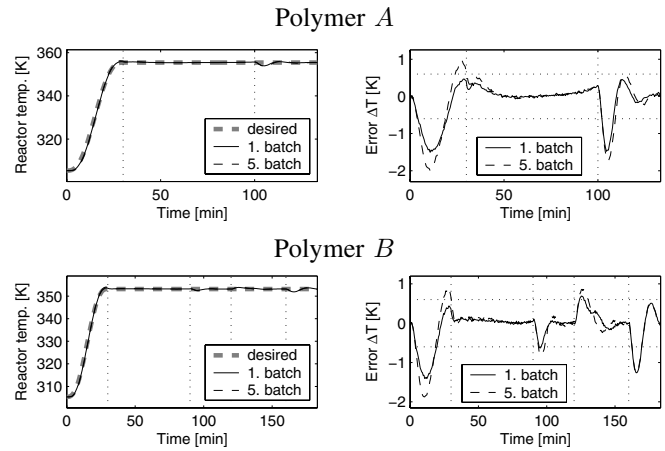 Polymer A
360
340
320
Reactor temp. [K]
desired
1. batch
5. batch
0
50
100
Time [min]
1
0
-1
-2
Error ΔT [K]
1. batch
5. batch
0
50
100
Time [min]
Polymer B
350
340
330
320
310
300
Reactor temp. [K]
desired
1. batch
5. batch
0
50
100
150
Time [min]
1
0
-1
-2
Error ΔT [K]
1. batch
5. batch
0
50
100
150
Time [min]